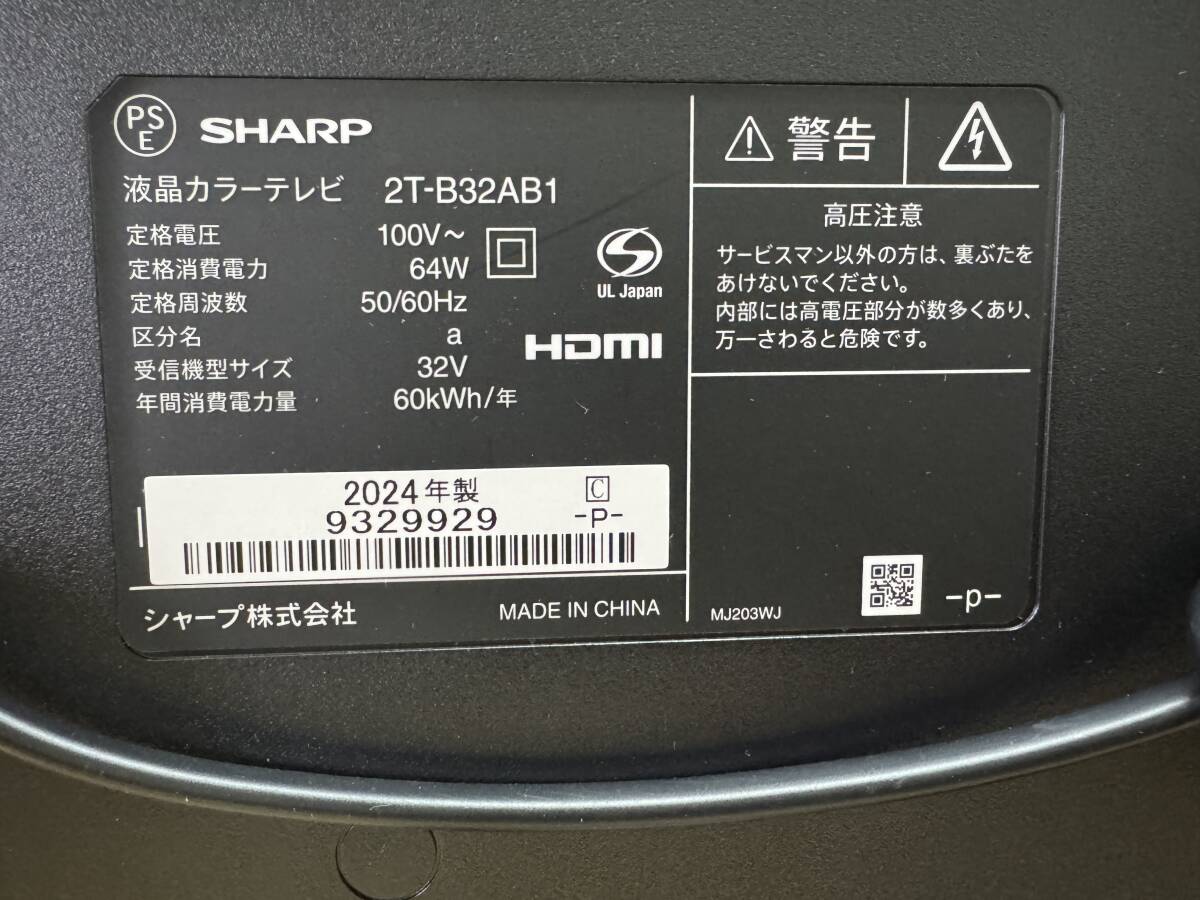 PS
E
SHARP
液晶カラーテレビ 2T-B32AB1
定格電圧 100V～
定格消費電力 64W
定格周波数 50/60Hz
区分名 a
受信機型サイズ 32V
年間消費電力量 60kWh/年
UL Japan
HDMI
2024年製 C
9329929 -P-
シャープ株式会社 MADE IN CHINA
警告
高圧注意
サービスマン以外の方は、裏ぶたを
あけないでください。
内部には高電圧部分が数多くあり、
万一さわると危険です。
MJ203WJ -p-